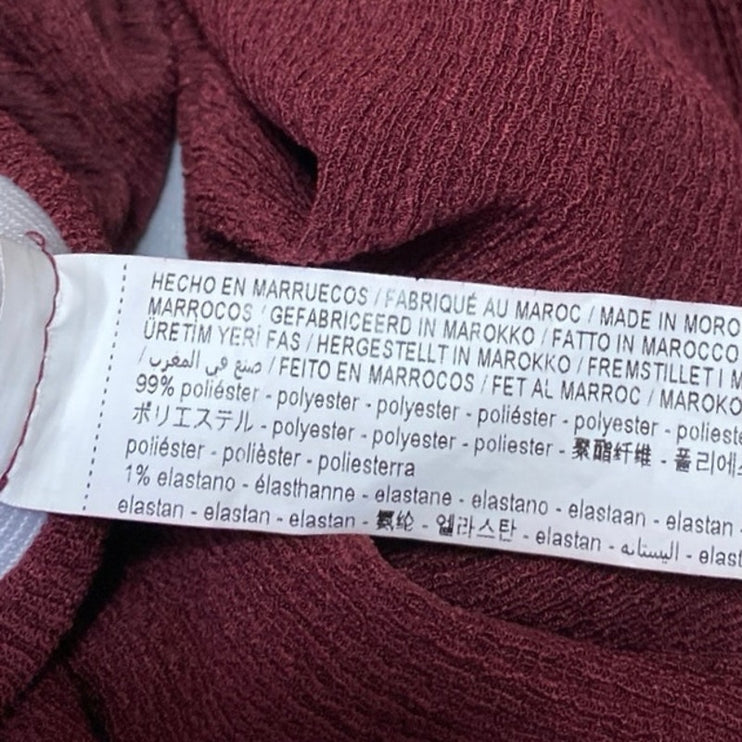 HECHO EN MARRUECOS / FABRIQUÉ AU MAROC / MADE IN MORO
MARROCOS / GEFABRICEERD IN MAROKKO / FATTO IN MAROCCO
ÜRETİM YERİ FAS / HERGESTELLT IN MAROKKO / FREMSTILLET I M
/ صنع في المغرب / FEITO EN MARROCOS / FET AL MARROC / MAROKO
99% poliéster - polyester - polyester - poliéster - polyester - polieste
ポリエステル - polyester - polyester - poliester - 聚酯纤维 - 폴리에스
poliéster - polièster - poliesterra
1% elastano - élasthanne - elastane - elastano - elastaan - elastan -
elastan - elastan - elastan - 氨纶 - 엘라스탄 - elastan - اليستانه - elast